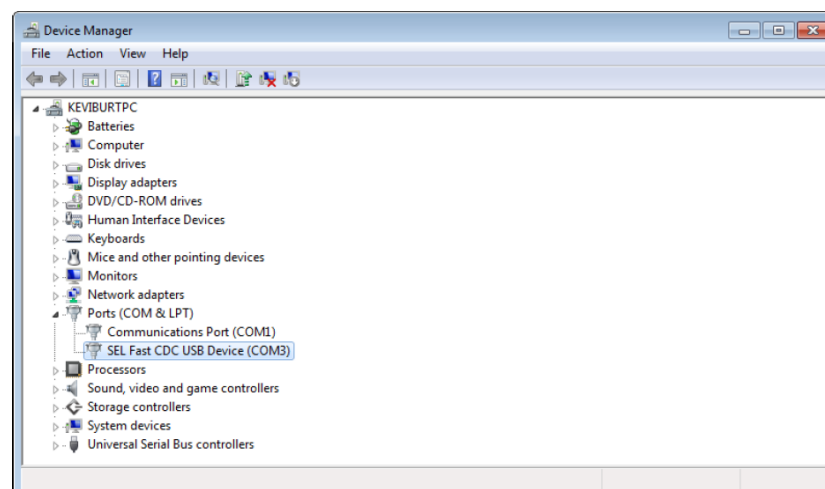 Device Manager
File Action View Help
KEVIBURTPC
Batteries
Computer
Disk drives
Display adapters
DVD/CD-ROM drives
Human Interface Devices
Keyboards
Mice and other pointing devices
Monitors
Network adapters
Ports (COM & LPT)
Communications Port (COM1)
SEL Fast CDC USB Device (COM3)
Processors
Sound, video and game controllers
Storage controllers
System devices
Universal Serial Bus controllers